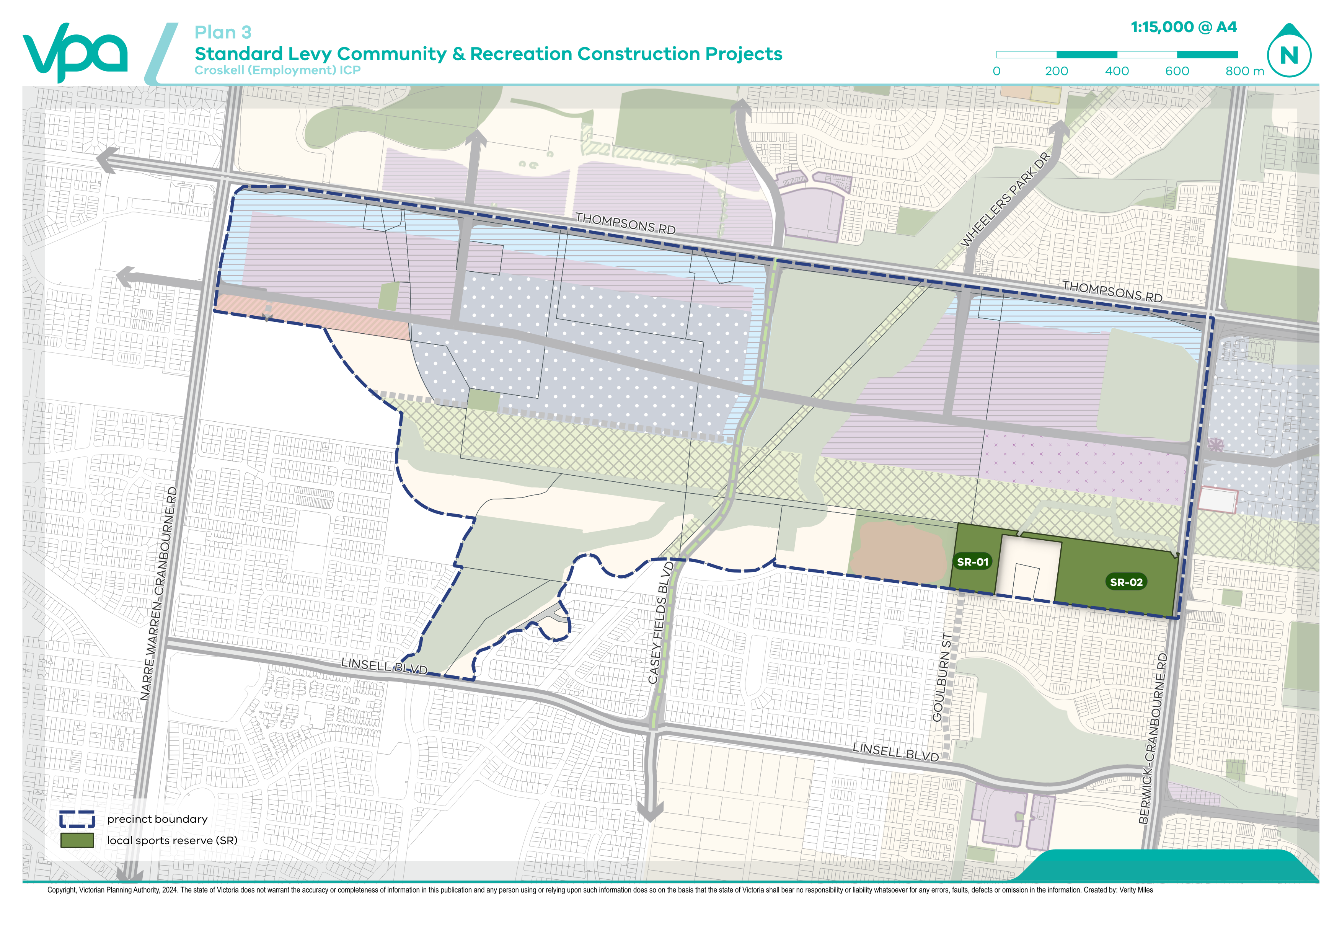 vpa
Plan 3
Standard Levy Community & Recreation Construction Projects
Croskell (Employment) ICP
1:15,000 @ A4
0 200 400 600 800 m
N
THOMPSONS RD
WHEELERS PARK DR
THOMPSONS RD
NARRE WARREN-CRANBOURNE RD
CASEY FIELDS BLVD
SR-01
SR-02
GOULBURN ST
LINSELL BLVD
LINSELL BLVD
BERWICK-CRANBOURNE RD
precinct boundary
local sports reserve (SR)
Copyright, Victorian Planning Authority, 2024. The state of Victoria does not warrant the accuracy or completeness of information in this publication and any person using or relying upon such information does so on the basis that the state of Victoria shall bear no responsibility or liability whatsoever for any errors, faults, defects or omission in the information. Created by: Verity Miles